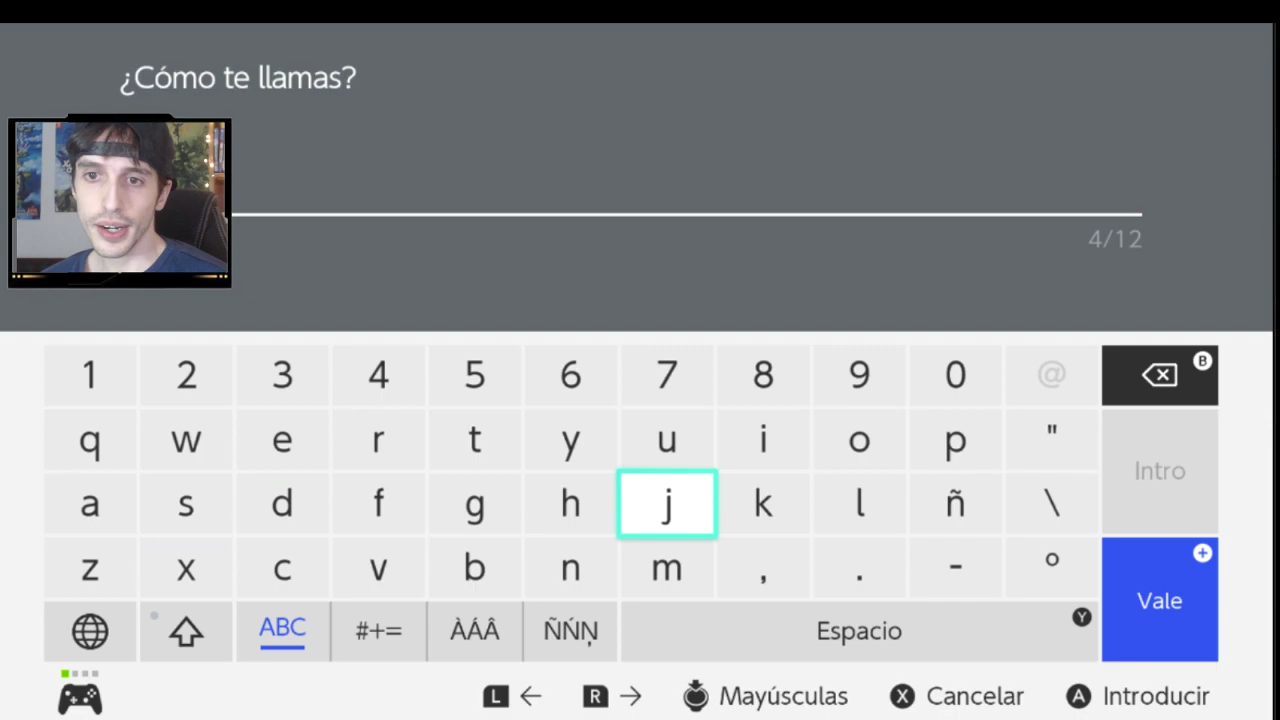 ¿Cómo te llamas?
4/12
1 2 3 4 5 6 7 8 9 0 @ B
q w e r t y u i o p "
Intro
a s d f g h j k l ñ \
z x c v b n m , . - º
+
Vale
ABC #+= ÀÁÂ ÑŃŅ Espacio Y
L ← R → Mayúsculas X Cancelar A Introducir